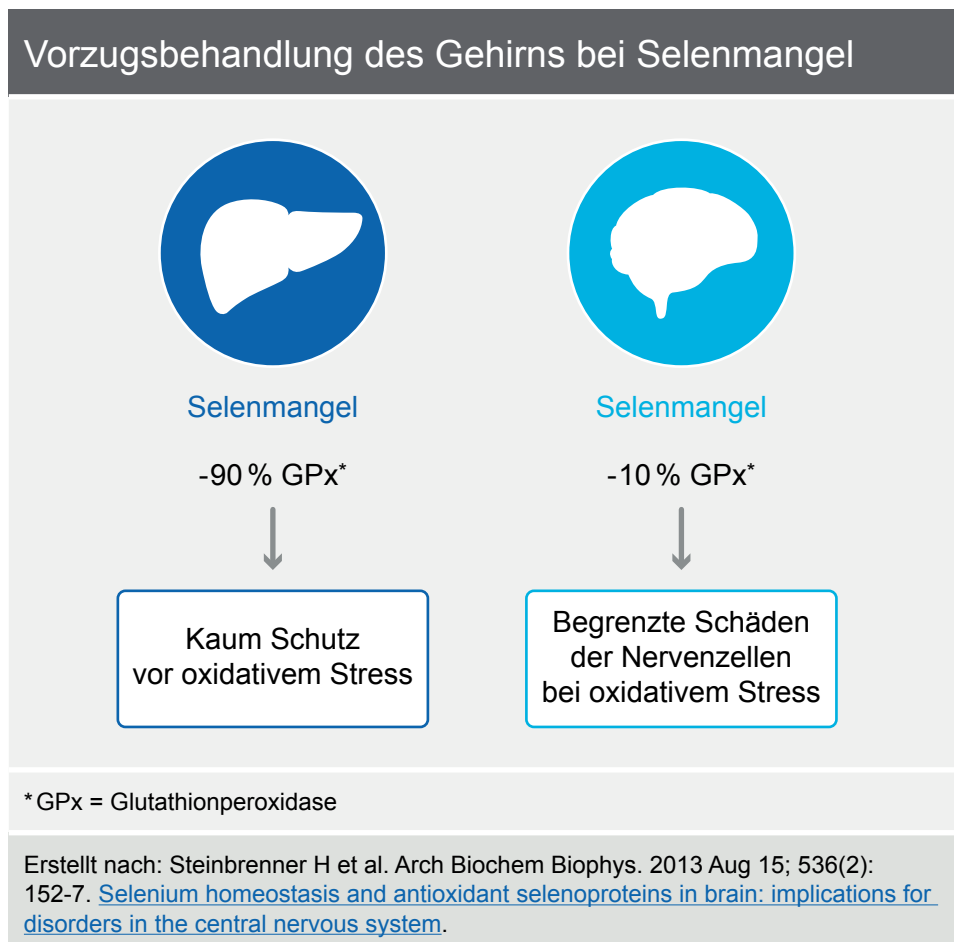 Vorzugsbehandlung des Gehirns bei Selenmangel
Selenmangel
-90 % GPx*
Kaum Schutz
vor oxidativem Stress
Selenmangel
-10 % GPx*
Begrenzte Schäden
der Nervenzellen
bei oxidativem Stress
* GPx = Glutathionperoxidase
Erstellt nach: Steinbrenner H et al. Arch Biochem Biophys. 2013 Aug 15; 536(2):
152-7. Selenium homeostasis and antioxidant selenoproteins in brain: implications for
disorders in the central nervous system.